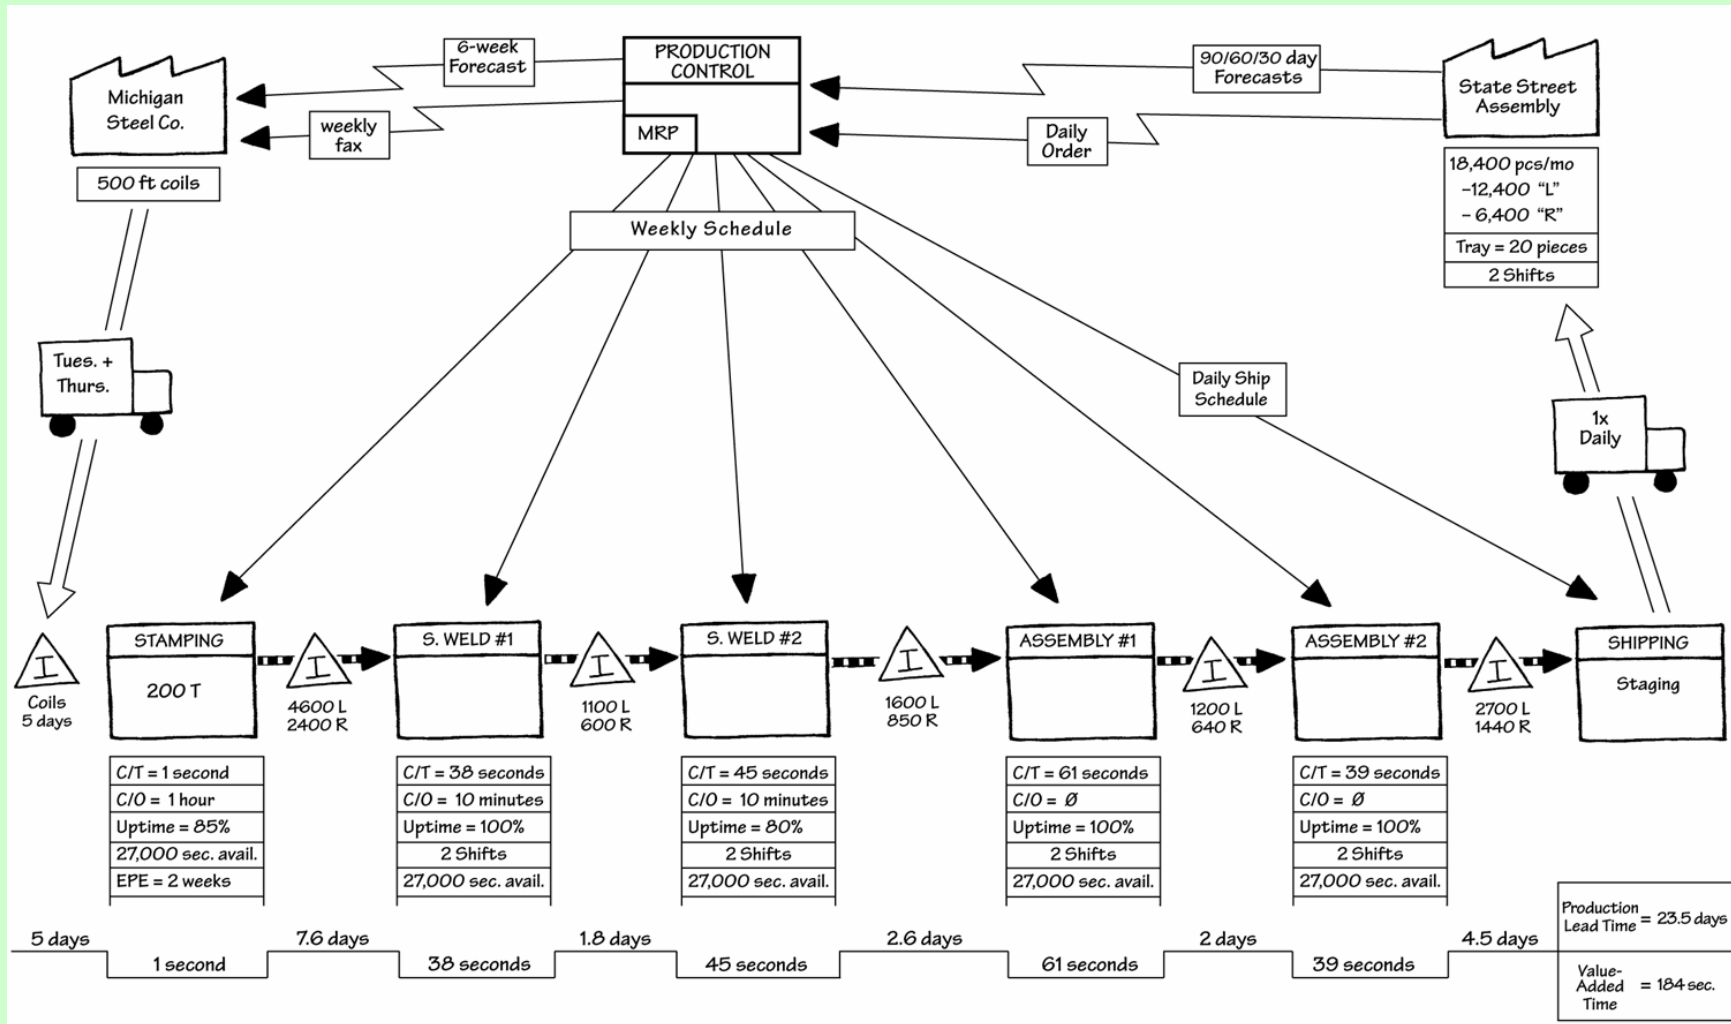 Michigan
Steel Co.
500 ft coils
6-week
Forecast
weekly
fax
PRODUCTION
CONTROL
MRP
90/60/30 day
Forecasts
Daily
Order
State Street
Assembly
18,400 pcs/mo
-12,400 "L"
- 6,400 "R"
Tray = 20 pieces
2 Shifts
Weekly Schedule
Tues. +
Thurs.
Daily Ship
Schedule
1x
Daily
I
Coils
5 days
STAMPING
200 T
I
4600 L
2400 R
S. WELD #1
I
1100 L
600 R
S. WELD #2
I
1600 L
850 R
ASSEMBLY #1
I
1200 L
640 R
ASSEMBLY #2
I
2700 L
1440 R
SHIPPING
Staging
C/T = 1 second
C/O = 1 hour
Uptime = 85%
27,000 sec. avail.
EPE = 2 weeks
C/T = 38 seconds
C/O = 10 minutes
Uptime = 100%
2 Shifts
27,000 sec. avail.
C/T = 45 seconds
C/O = 10 minutes
Uptime = 80%
2 Shifts
27,000 sec. avail.
C/T = 61 seconds
C/O = Ø
Uptime = 100%
2 Shifts
27,000 sec. avail.
C/T = 39 seconds
C/O = Ø
Uptime = 100%
2 Shifts
27,000 sec. avail.
5 days
1 second
7.6 days
38 seconds
1.8 days
45 seconds
2.6 days
61 seconds
2 days
39 seconds
4.5 days
Production
Lead Time = 23.5 days
Value-
Added = 184 sec.
Time